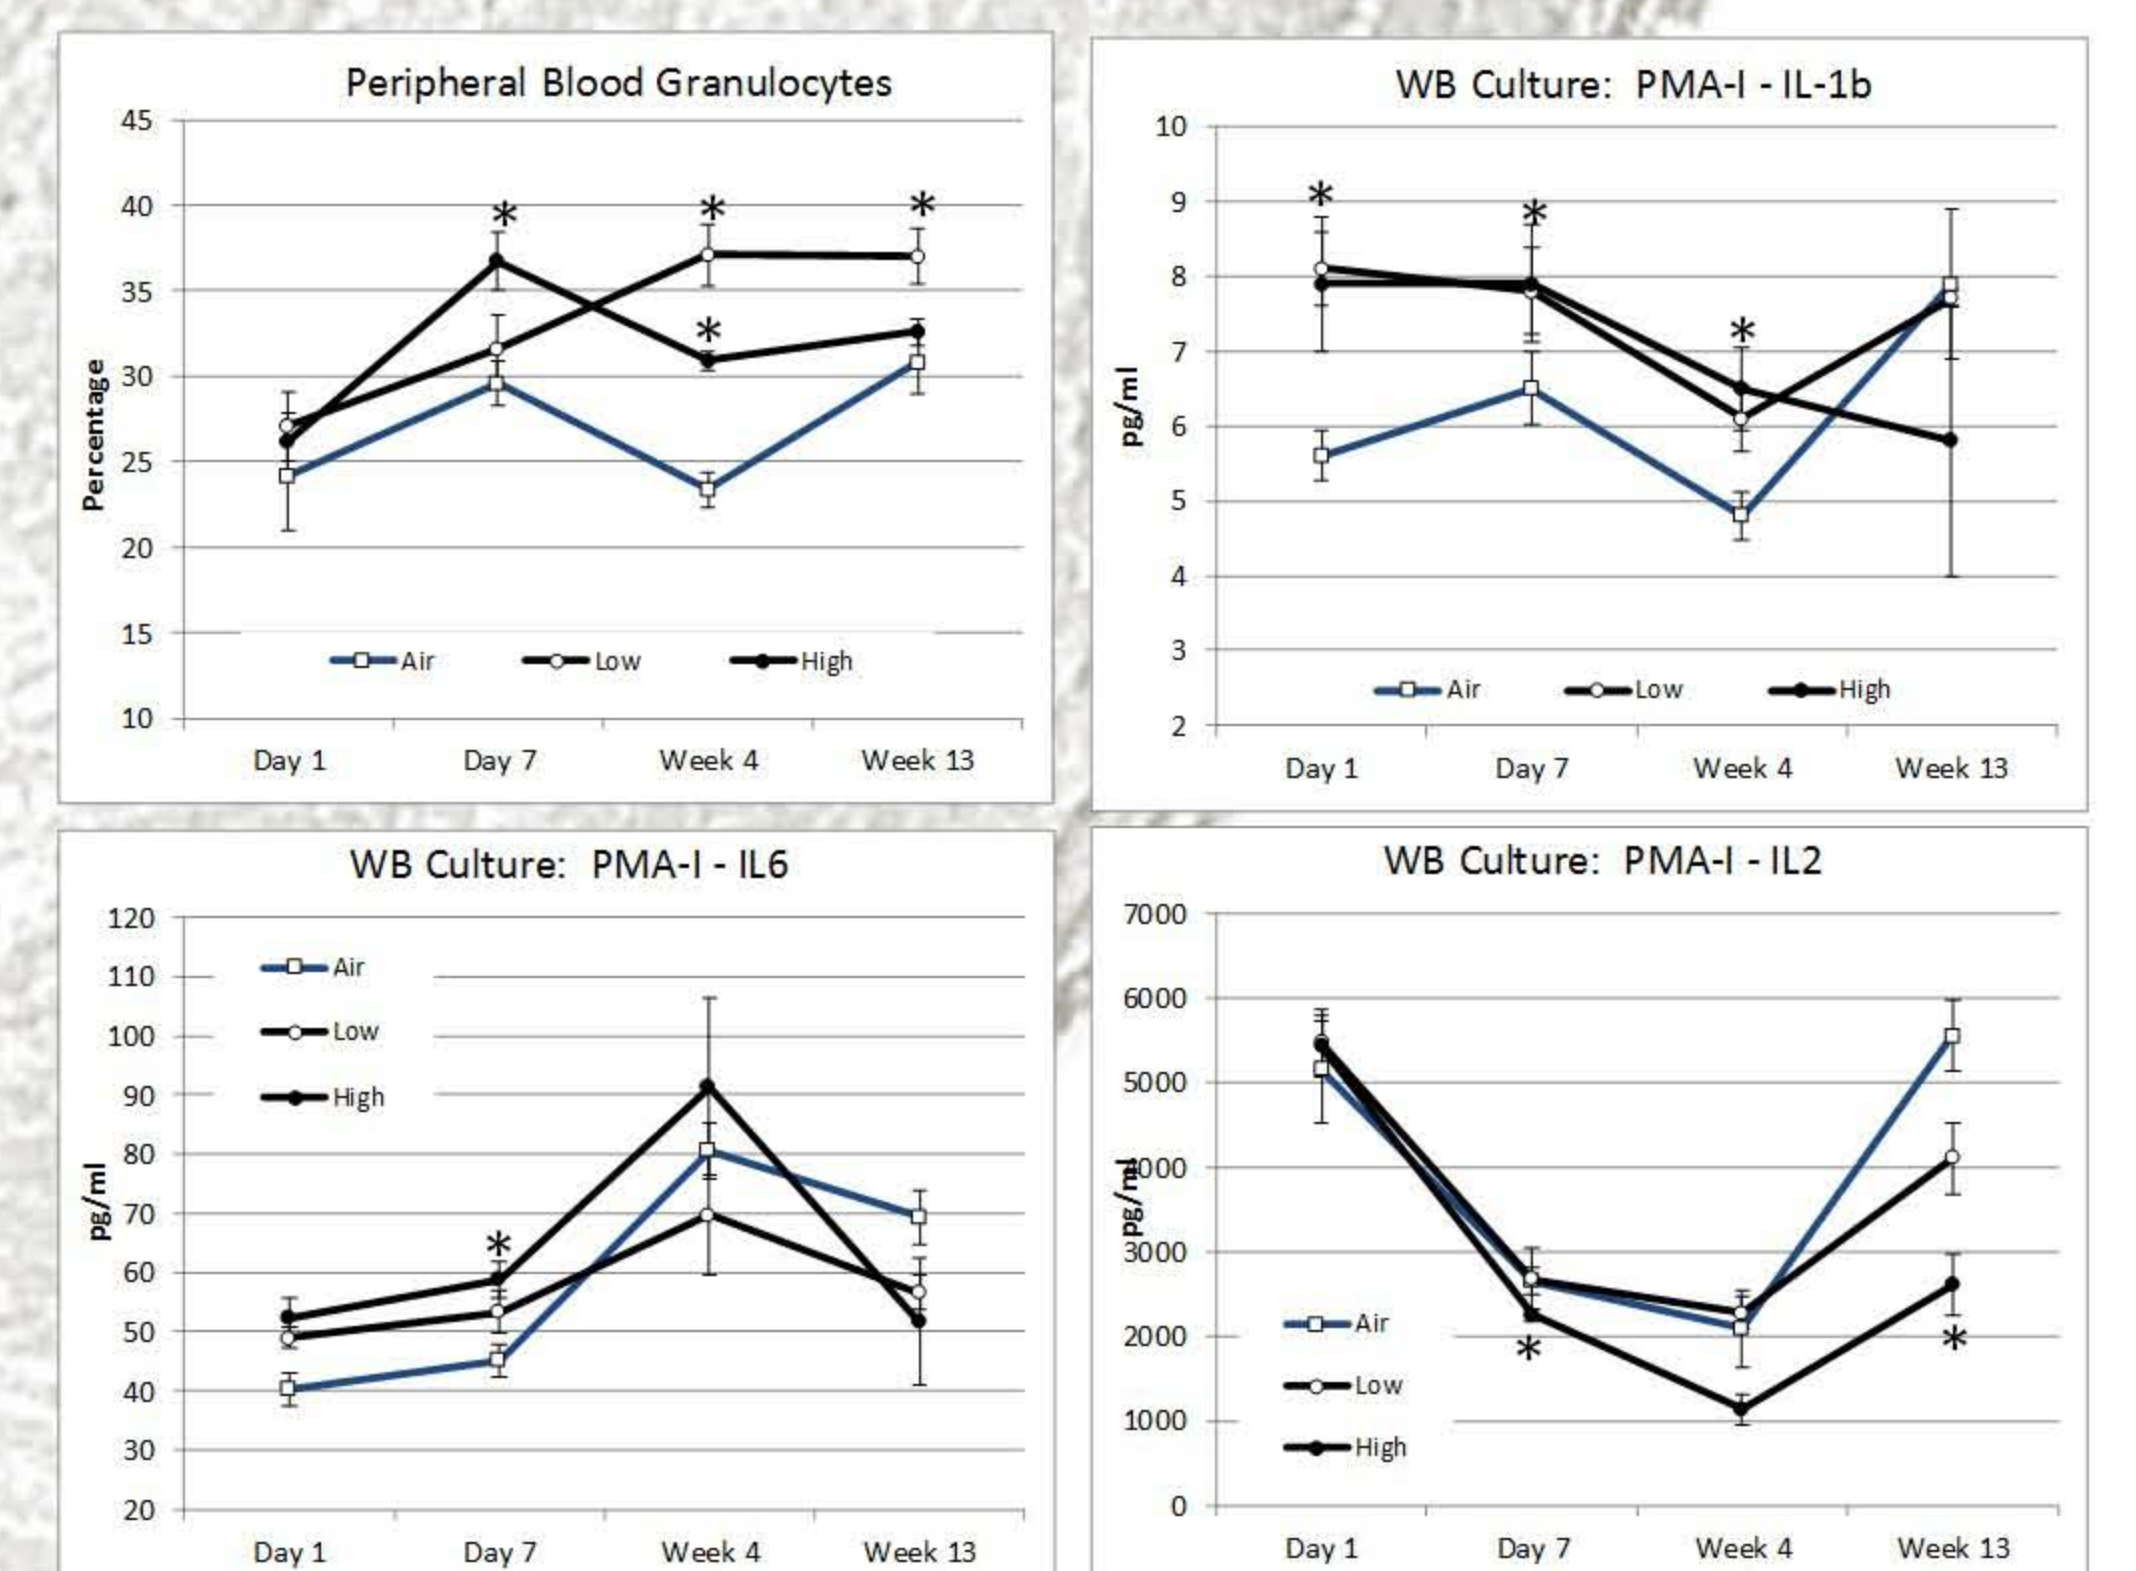 Peripheral Blood Granulocytes
45
40
35
30
25
20
15
10
Percentage
* * *
*
Air Low High
Day 1 Day 7 Week 4 Week 13
WB Culture: PMA-I - IL-1b
10
9
8
7
6
5
4
3
2
pg/ml
* * *
Air Low High
Day 1 Day 7 Week 4 Week 13
WB Culture: PMA-I - IL6
120
110
100
90
80
70
60
50
40
30
20
pg/ml
Air
Low
High
*
Day 1 Day 7 Week 4 Week 13
WB Culture: PMA-I - IL2
7000
6000
5000
4000
3000
2000
1000
0
pg/ml
Air
Low
High
* *
Day 1 Day 7 Week 4 Week 13